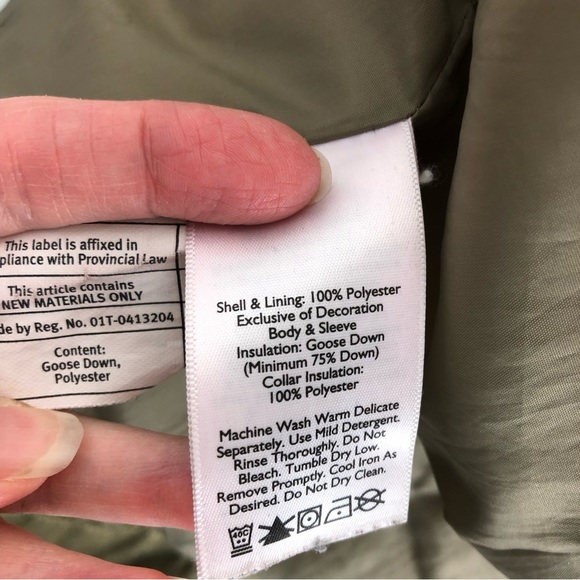 This label is affixed in
pliance with Provincial Law
This article contains
NEW MATERIALS ONLY
de by Reg. No. 01T-0413204
Content:
Goose Down,
Polyester
Shell & Lining: 100% Polyester
Exclusive of Decoration
Body & Sleeve
Insulation: Goose Down
(Minimum 75% Down)
Collar Insulation:
100% Polyester
Machine Wash Warm Delicate
Separately. Use Mild Detergent.
Rinse Thoroughly. Do Not
Bleach. Tumble Dry Low.
Remove Promptly. Cool Iron As
Desired. Do Not Dry Clean.
40C